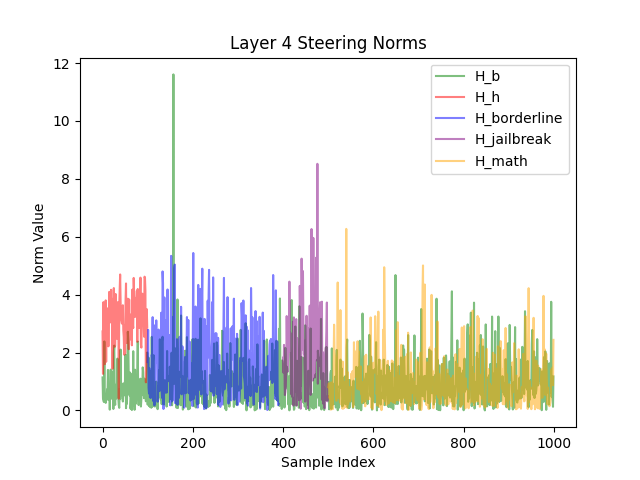 Layer 4 Steering Norms
12
10
8
6
4
2
0
Norm Value
H_b
H_h
H_borderline
H_jailbreak
H_math
0
200
400
600
800
1000
Sample Index